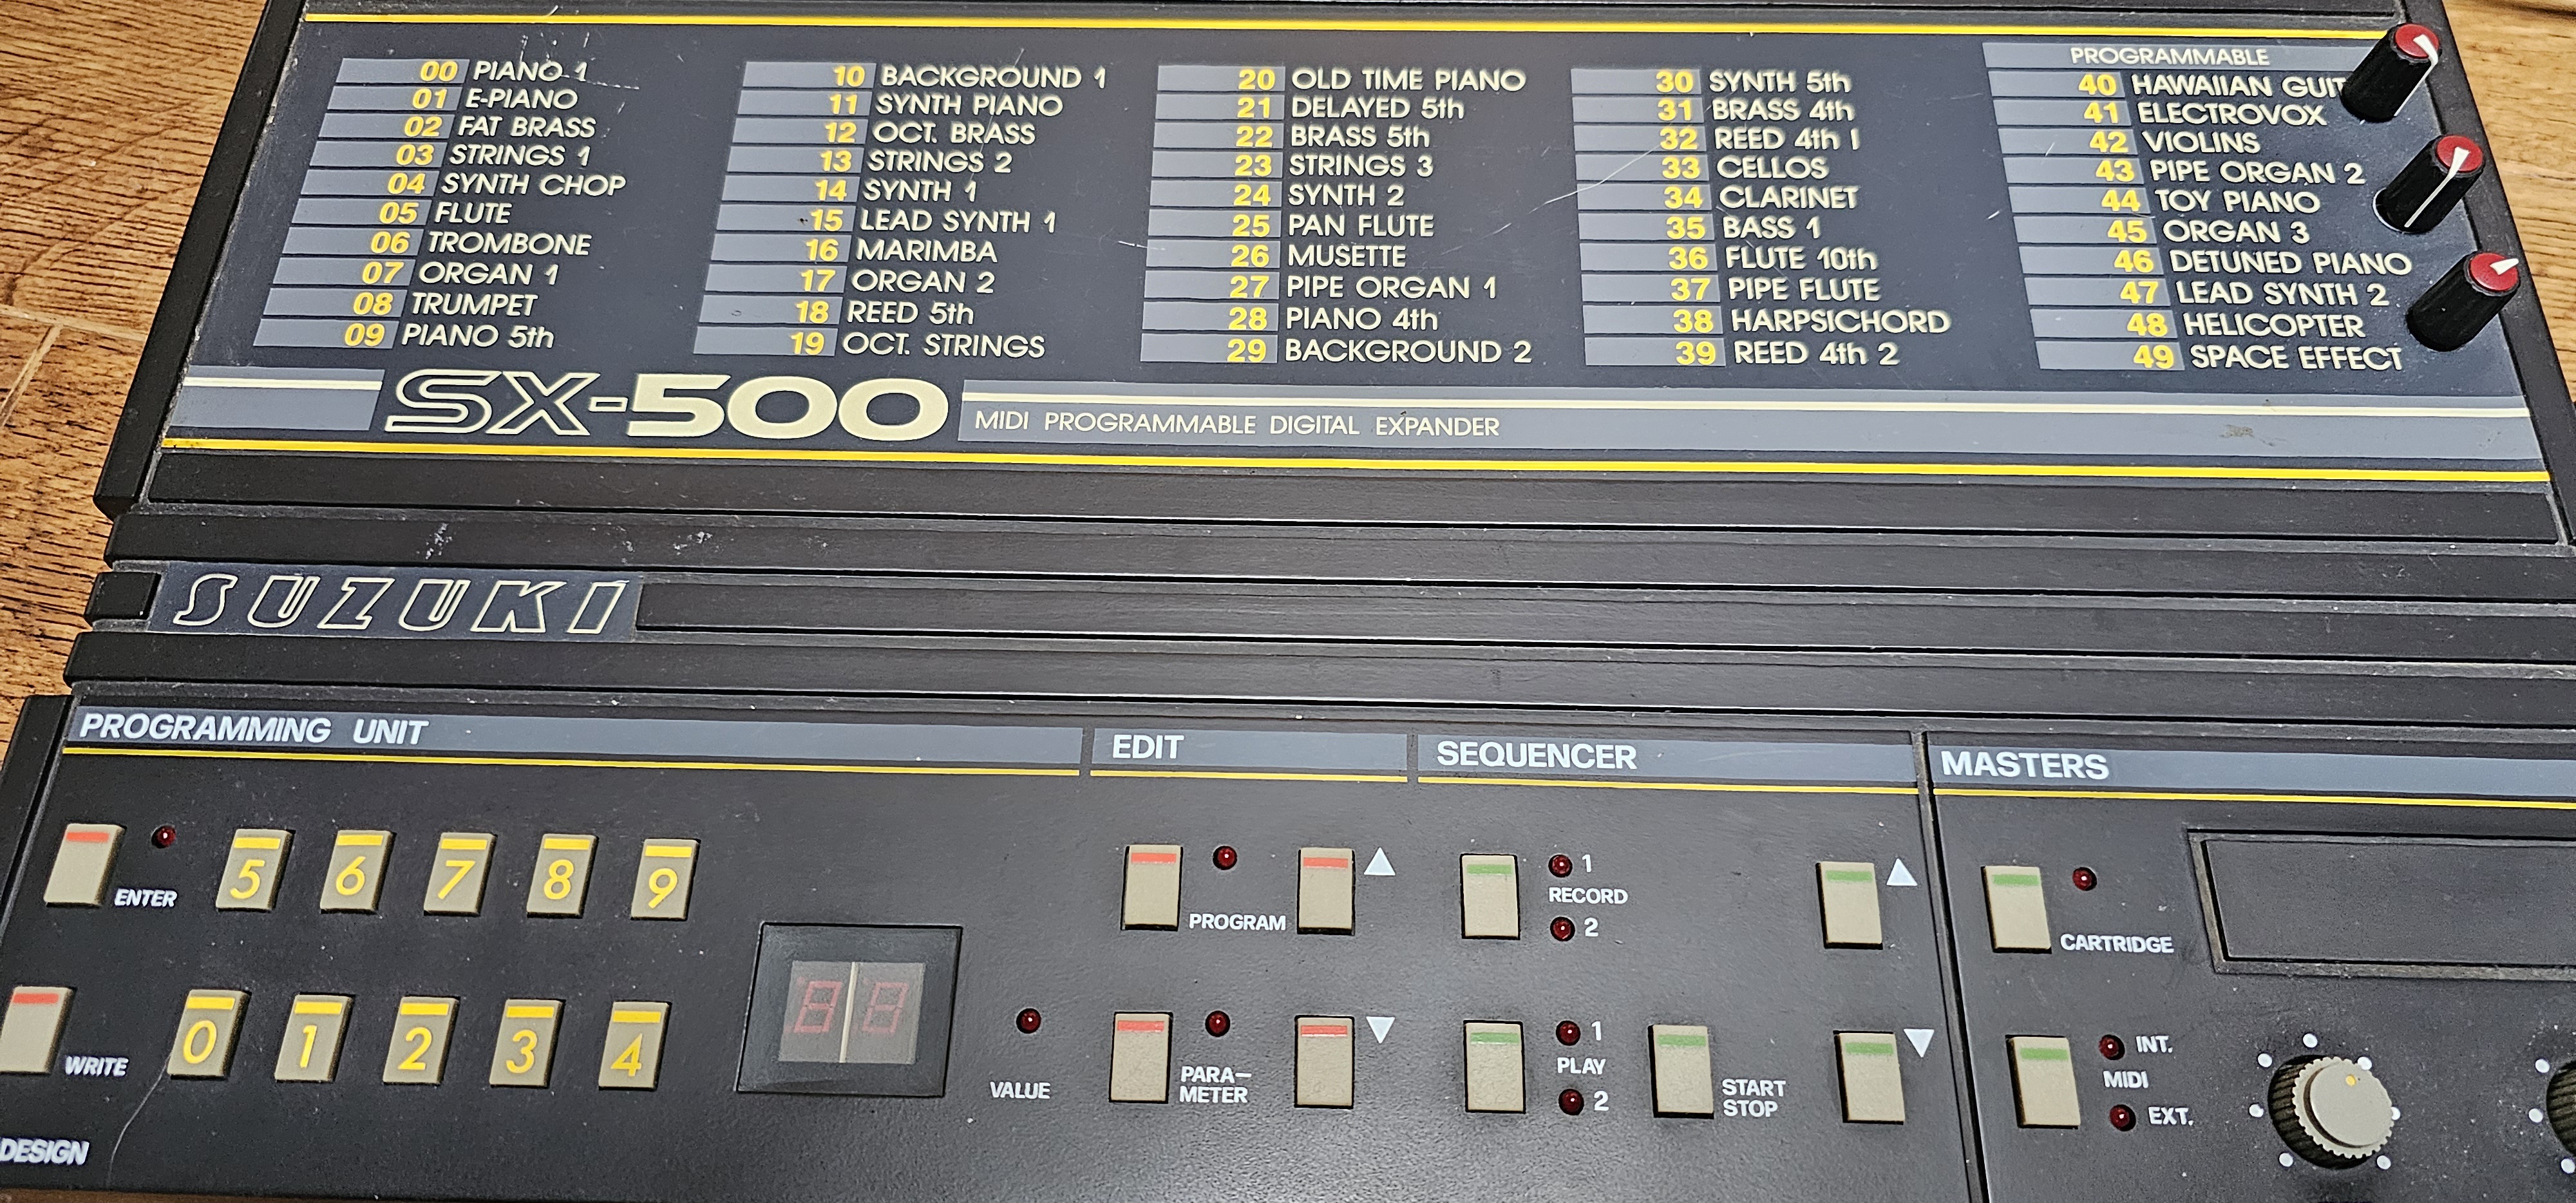 00 PIANO 1
01 E-PIANO
02 FAT BRASS
03 STRINGS 1
04 SYNTH CHOP
05 FLUTE
06 TROMBONE
07 ORGAN 1
08 TRUMPET
09 PIANO 5th
10 BACKGROUND 1
11 SYNTH PIANO
12 OCT. BRASS
13 STRINGS 2
14 SYNTH 1
15 LEAD SYNTH 1
16 MARIMBA
17 ORGAN 2
18 REED 5th
19 OCT. STRINGS
20 OLD TIME PIANO
21 DELAYED 5th
22 BRASS 5th
23 STRINGS 3
24 SYNTH 2
25 PAN FLUTE
26 MUSETTE
27 PIPE ORGAN 1
28 PIANO 4th
29 BACKGROUND 2
30 SYNTH 5th
31 BRASS 4th
32 REED 4th 1
33 CELLOS
34 CLARINET
35 BASS 1
36 FLUTE 10th
37 PIPE FLUTE
38 HARPSICHORD
39 REED 4th 2
PROGRAMMABLE
40 HAWAIIAN
41 ELECTROVOX
42 VIOLINS
43 PIPE ORGAN 2
44 TOY PIANO
45 ORGAN 3
46 DETUNED PIANO
47 LEAD SYNTH 2
48 HELICOPTER
49 SPACE EFFECT
SX-500
MIDI PROGRAMMABLE DIGITAL EXPANDER
SUZUKI
PROGRAMMING UNIT
ENTER
5 6 7 8 9
WRITE
0 1 2 3 4
VALUE
DESIGN
EDIT
PROGRAM
PARA-
METER
SEQUENCER
1
RECORD
2
1
PLAY
2
START
STOP
MASTERS
CARTRIDGE
INT.
MIDI
EXT.